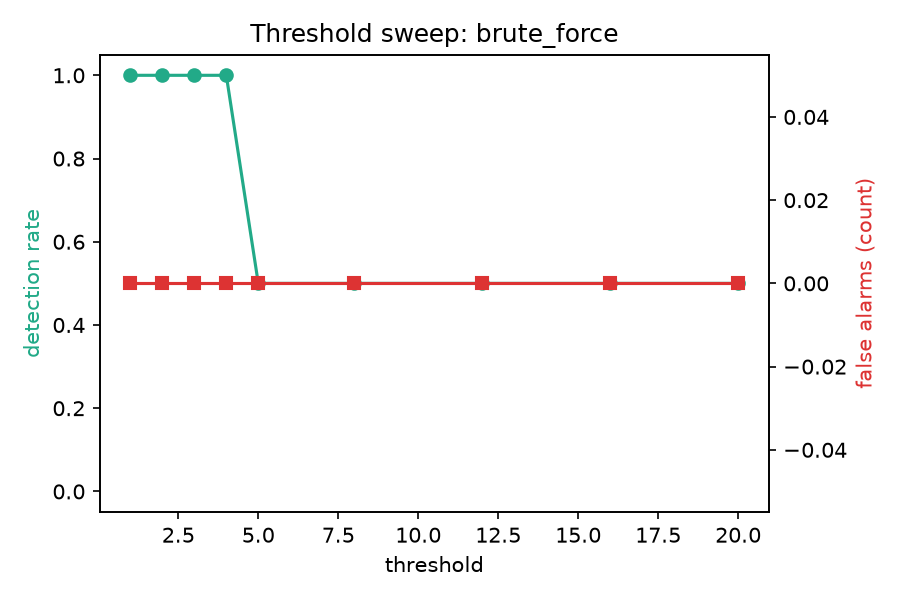 Threshold sweep: brute_force
1.0
0.8
0.6
0.4
0.2
0.0
detection rate
0.04
0.02
0.00
−0.02
−0.04
false alarms (count)
2.5 5.0 7.5 10.0 12.5 15.0 17.5 20.0
threshold